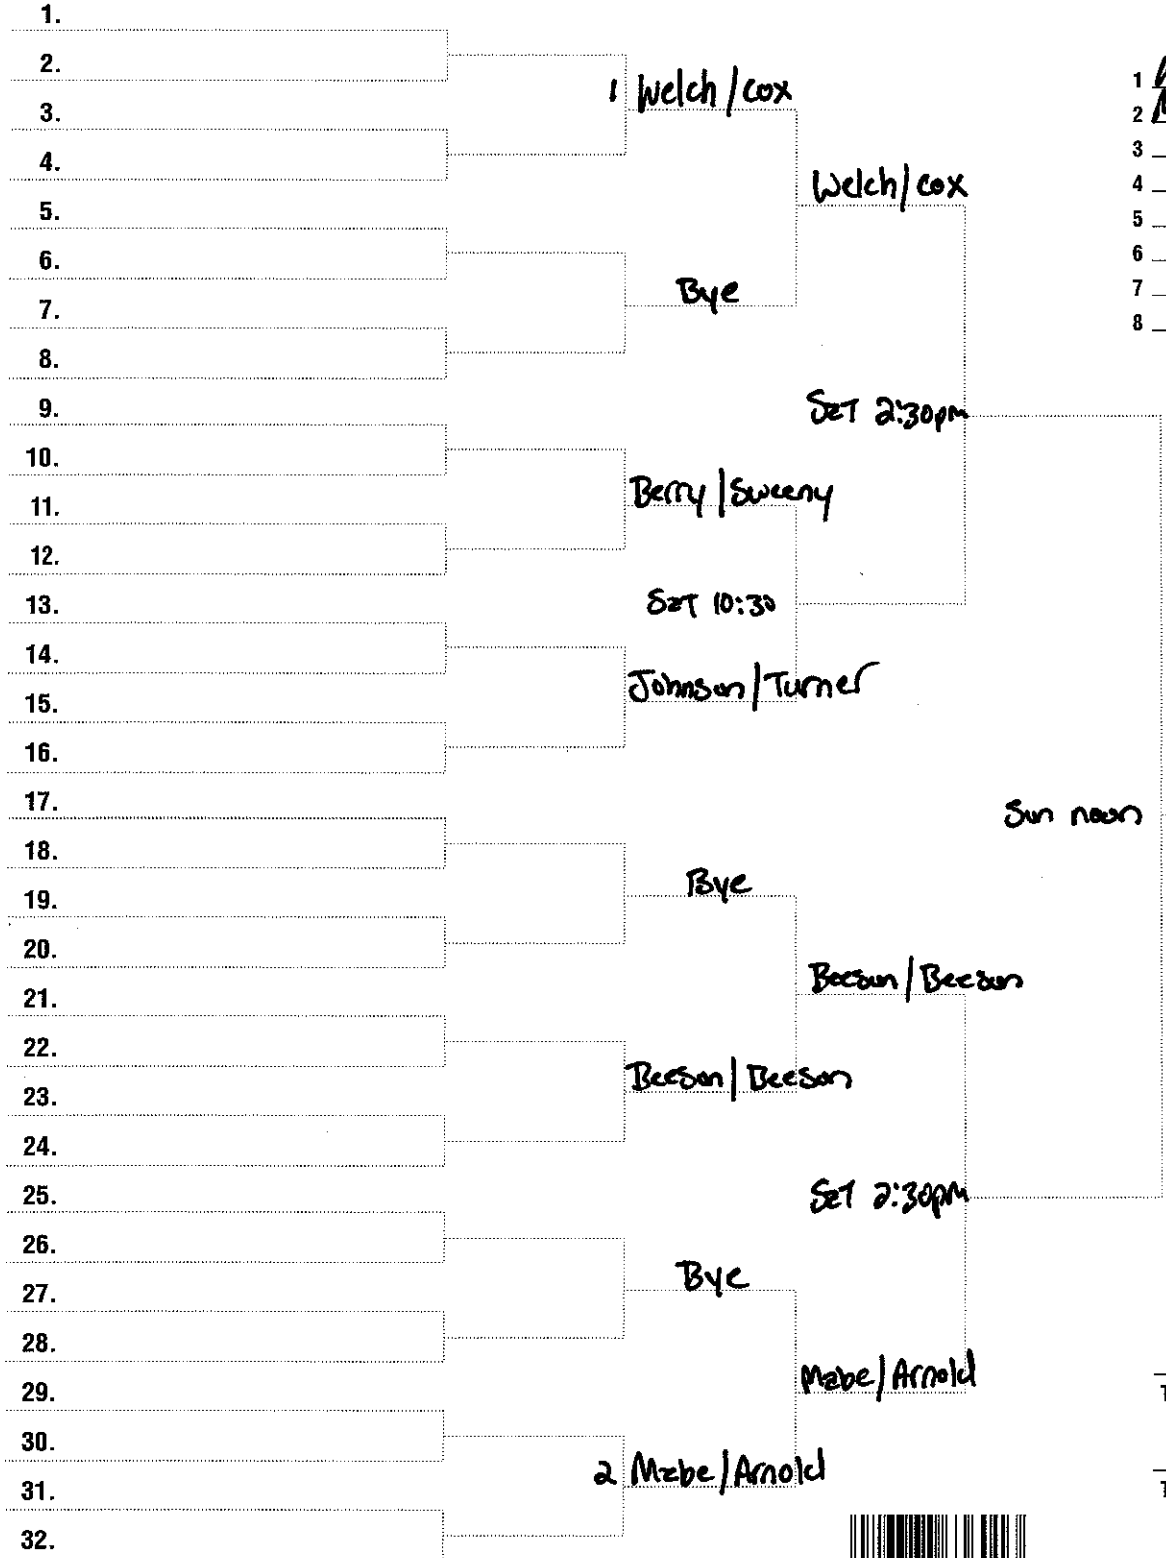 1.
2.
3.
4.
5.
6.
7.
8.
9.
10.
11.
12.
13.
14.
15.
16.
17.
18.
19.
20.
21.
22.
23.
24.
25.
26.
27.
28.
29.
30.
31.
32.
1 Welch/cox
Bye
Berry/Sweeny
Sat 10:30
Johnson/Turner
Bye
Beeson/Beeson
Bye
2 Mabe/Arnold
Welch/cox
Sat 2:30pm
Beeson/Beeson
Sat 2:30pm
Mabe/Arnold
Sun noon
1
2
3
4
5
6
7
8